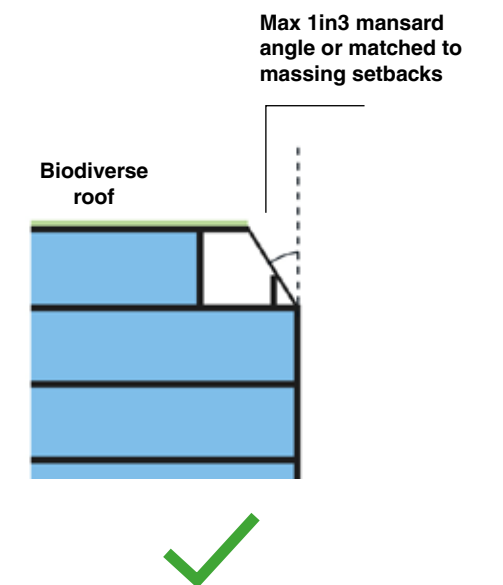 Max 1in3 mansard
angle or matched to
massing setbacks
Biodiverse
roof